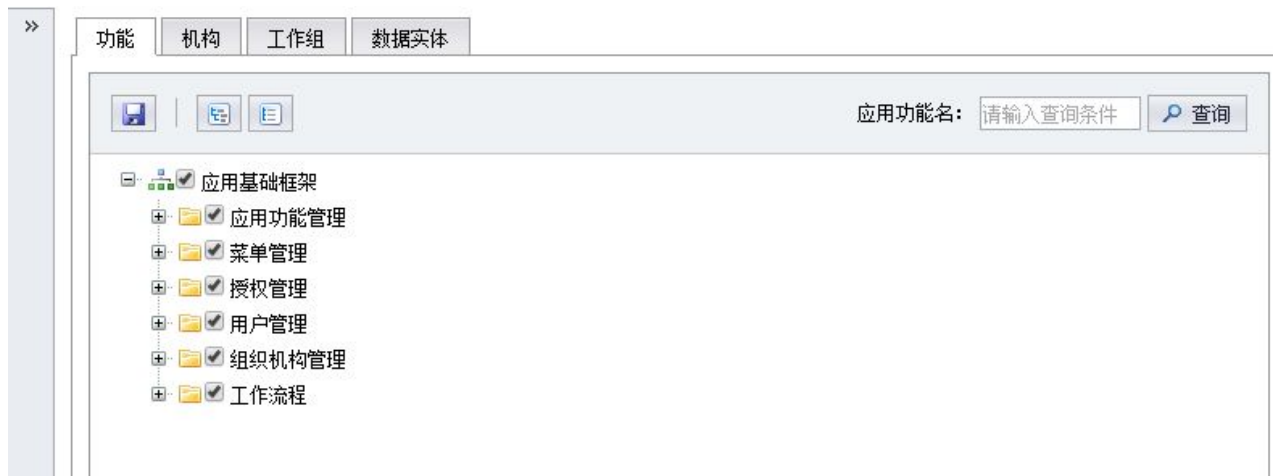 »
功能 机构 工作组 数据实体
应用功能名: 请输入查询条件 查询
应用基础框架
应用功能管理
菜单管理
授权管理
用户管理
组织机构管理
工作流程